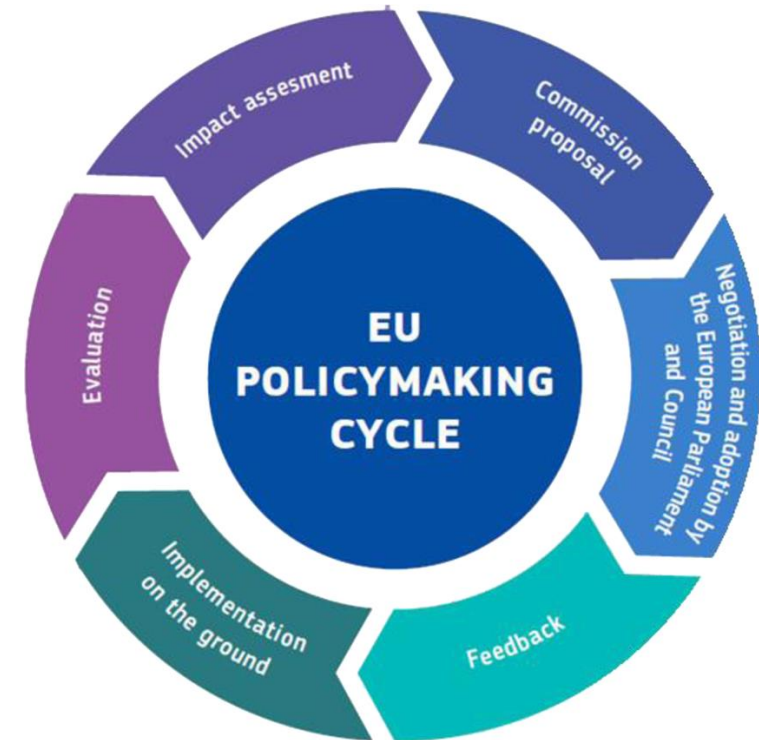 Impact assesment
Commission
proposal
Negotiation and adoption by
the European Parliament
and Council
Feedback
Implementation
on the ground
Evaluation
EU
POLICYMAKING
CYCLE